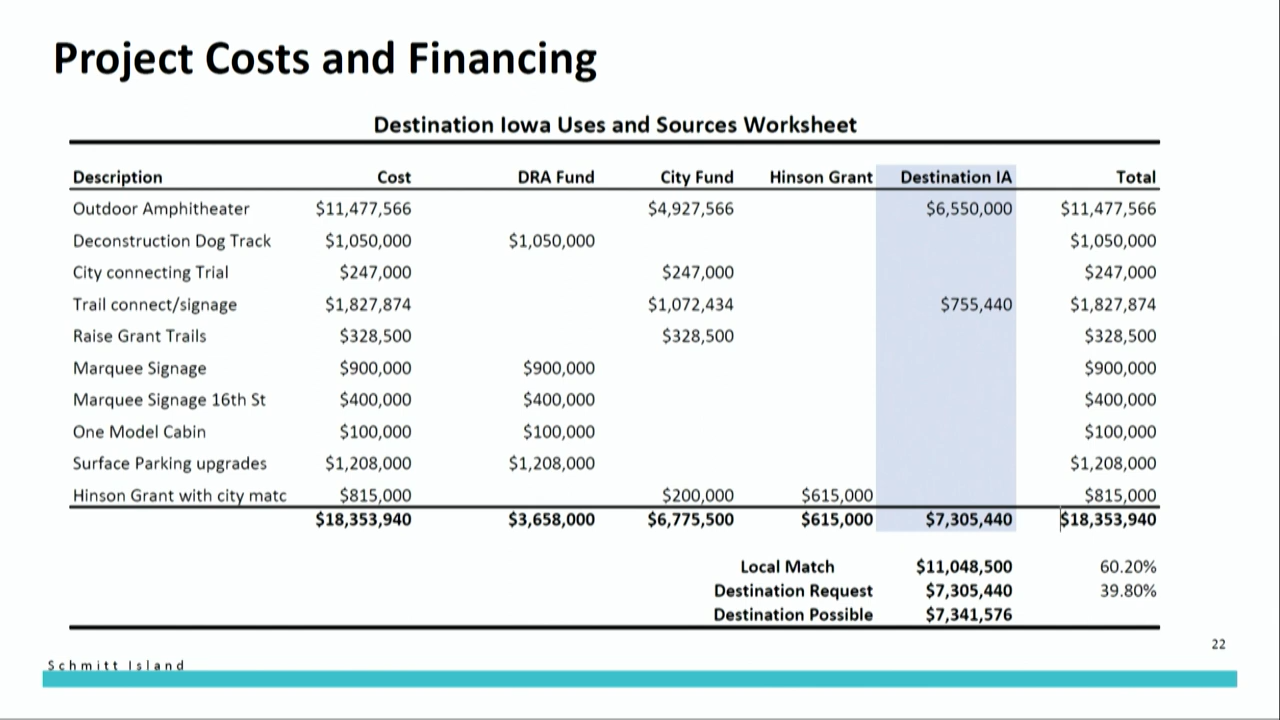 Project Costs and Financing
Destination Iowa Uses and Sources Worksheet
Description Cost DRA Fund City Fund Hinson Grant Destination IA Total
Outdoor Amphitheater $11,477,566 $4,927,566 $6,550,000 $11,477,566
Deconstruction Dog Track $1,050,000 $1,050,000 $1,050,000
City connecting Trial $247,000 $247,000 $247,000
Trail connect/signage $1,827,874 $1,072,434 $755,440 $1,827,874
Raise Grant Trails $328,500 $328,500 $328,500
Marquee Signage $900,000 $900,000 $900,000
Marquee Signage 16th St $400,000 $400,000 $400,000
One Model Cabin $100,000 $100,000 $100,000
Surface Parking upgrades $1,208,000 $1,208,000 $1,208,000
Hinson Grant with city matc $815,000 $200,000 $615,000 $815,000
$18,353,940 $3,658,000 $6,775,500 $615,000 $7,305,440 $18,353,940
Local Match $11,048,500 60.20%
Destination Request $7,305,440 39.80%
Destination Possible $7,341,576
22
Schmitt Island